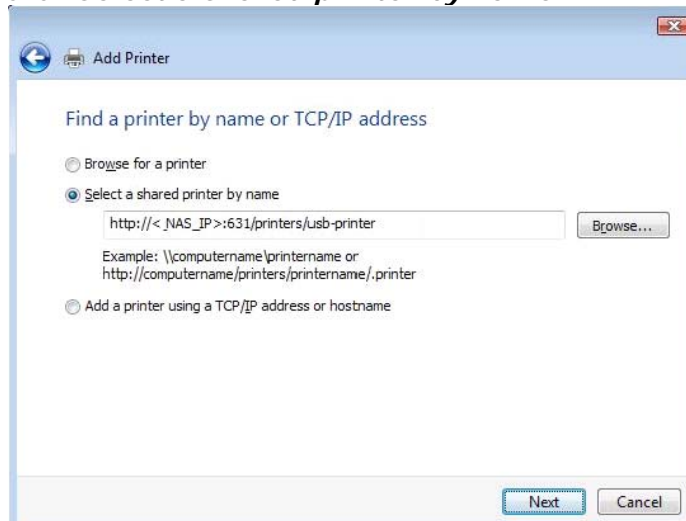 Add Printer
Find a printer by name or TCP/IP address
Browse for a printer
Select a shared printer by name
http://< NAS_IP>:631/printers/usb-printer
Browse...
Example: \\computername\printername or
http://computername/printers/printername/.printer
Add a printer using a TCP/IP address or hostname
Next
Cancel